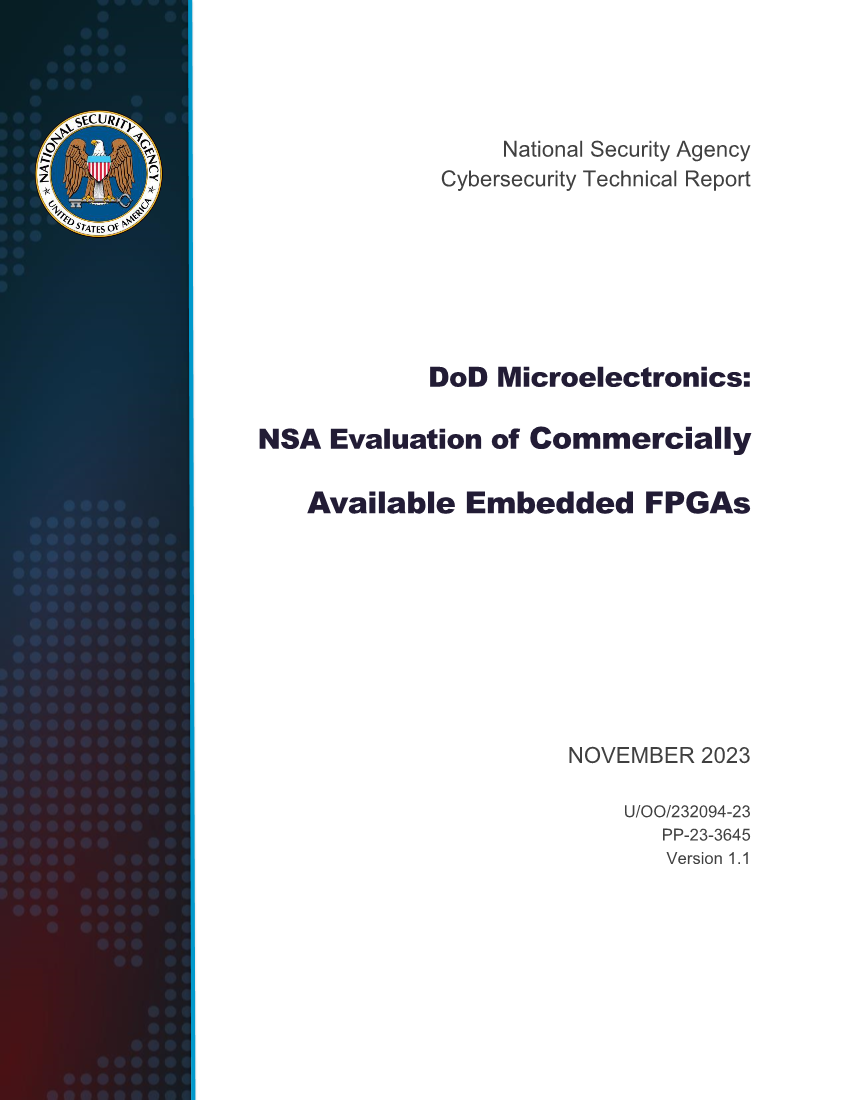 NATIONAL SECURITY AGENCY
UNITED STATES OF AMERICA
National Security Agency
Cybersecurity Technical Report
DoD Microelectronics:
NSA Evaluation of Commercially
Available Embedded FPGAs
NOVEMBER 2023
U/OO/232094-23
PP-23-3645
Version 1.1